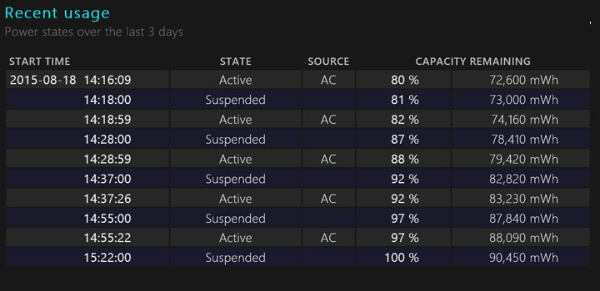 Recent usage
Power states over the last 3 days
START TIME STATE SOURCE CAPACITY REMAINING
2015-08-18 14:16:09 Active AC 80 % 72,600 mWh
14:18:00 Suspended 81 % 73,000 mWh
14:18:59 Active AC 82 % 74,160 mWh
14:28:00 Suspended 87 % 78,410 mWh
14:28:59 Active AC 88 % 79,420 mWh
14:37:00 Suspended 92 % 82,820 mWh
14:37:26 Active AC 92 % 83,230 mWh
14:55:00 Suspended 97 % 87,840 mWh
14:55:22 Active AC 97 % 88,090 mWh
15:22:00 Suspended 100 % 90,450 mWh